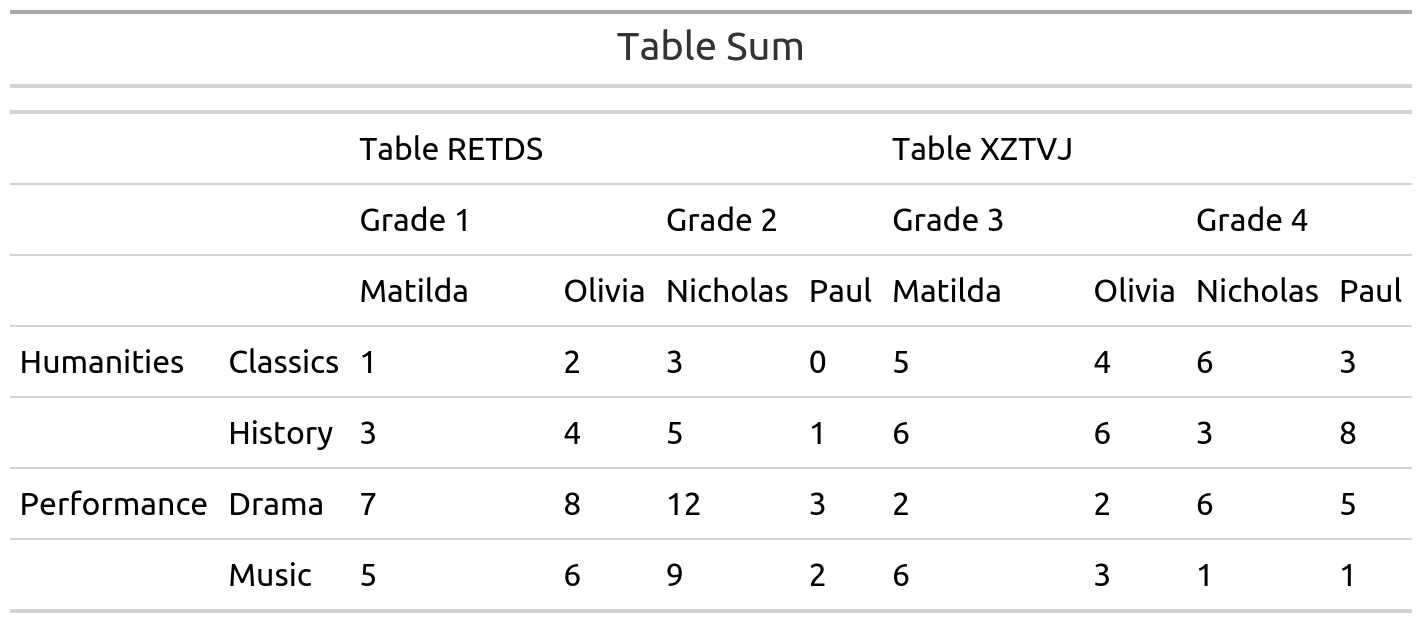 Table Sum
Table RETDS Table XZTVJ
Grade 1 Grade 2 Grade 3 Grade 4
Matilda Olivia Nicholas Paul Matilda Olivia Nicholas Paul
Humanities Classics 1 2 3 0 5 4 6 3
History 3 4 5 1 6 6 3 8
Performance Drama 7 8 12 3 2 2 6 5
Music 5 6 9 2 6 3 1 1